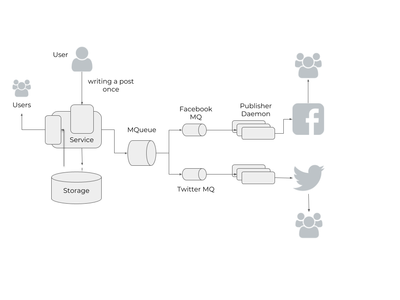 User
writing a post
once
Users
Facebook
MQ
Publisher
Daemon
MQueue
Service
Storage
Twitter MQ